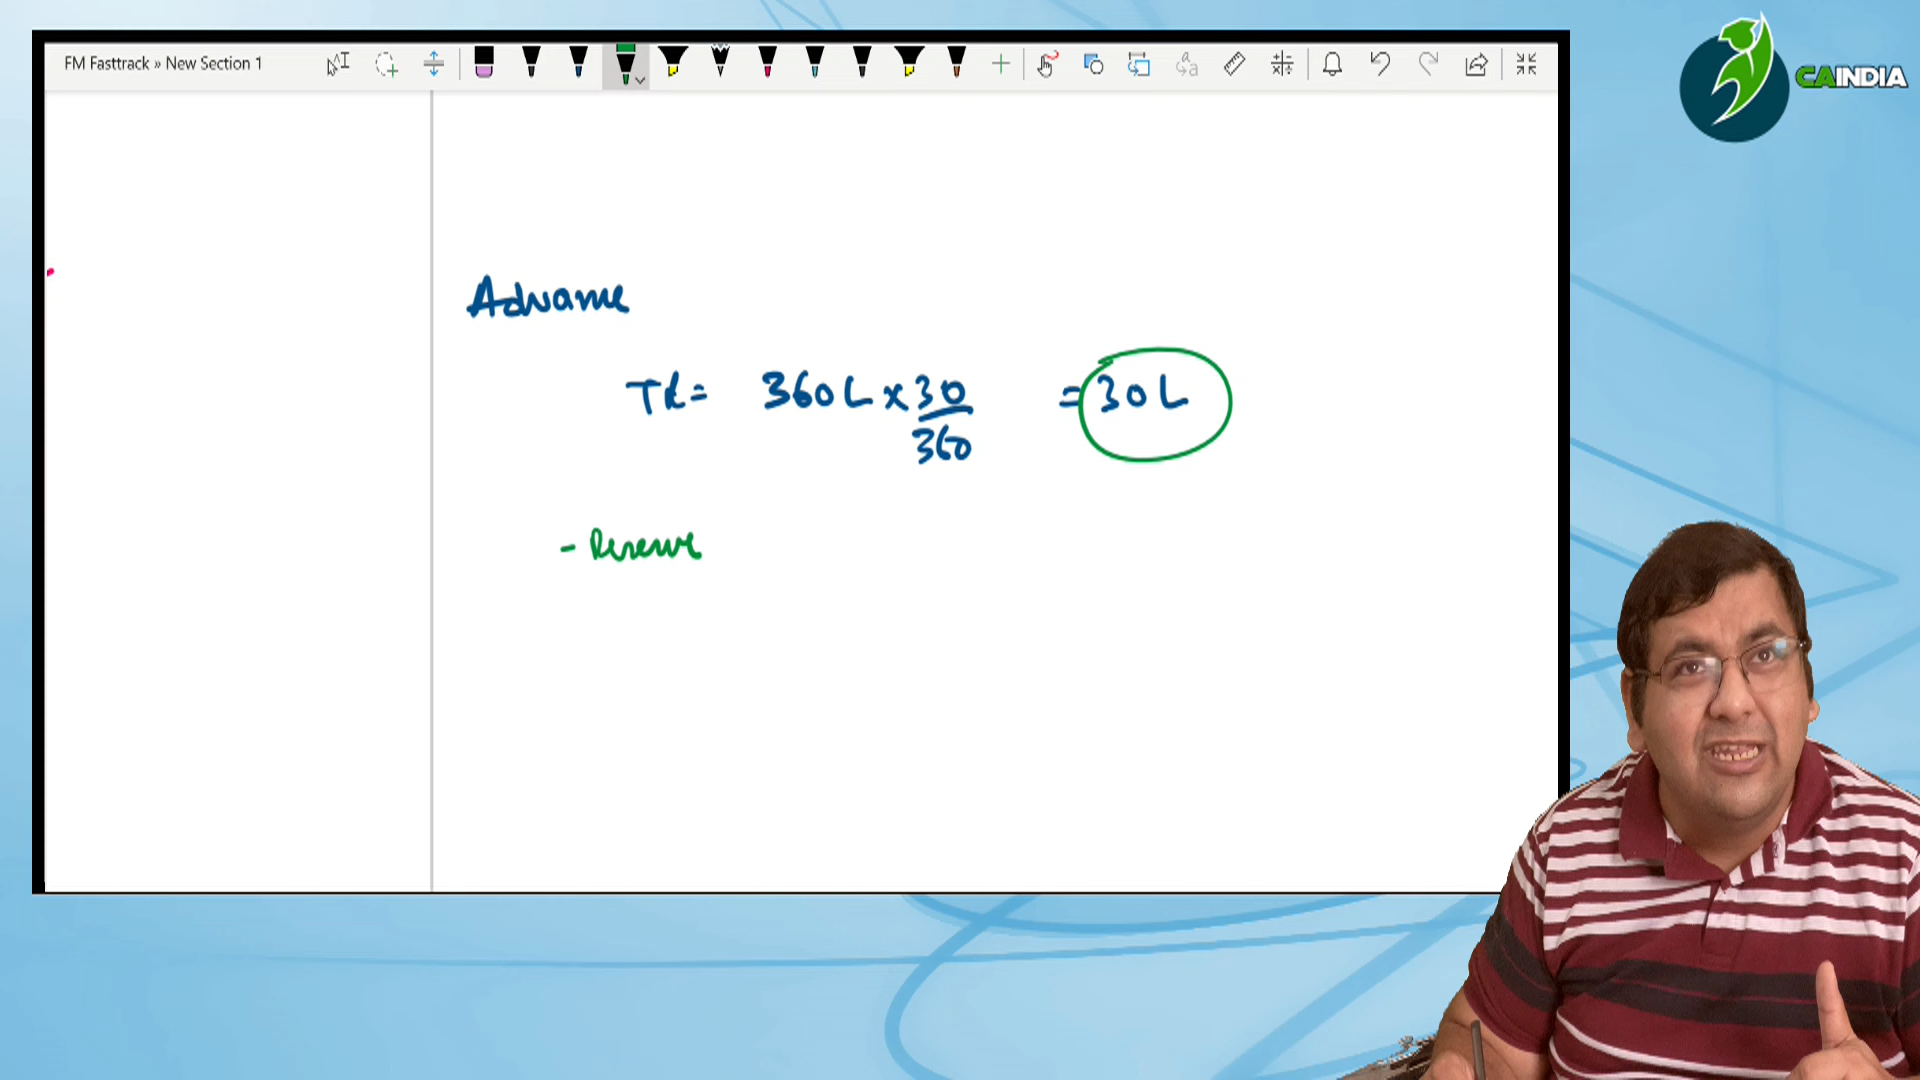 FM Fasttrack » New Section 1
CAINDIA
Advance
TR = 360L x 30 = 30L
360
- Reserve